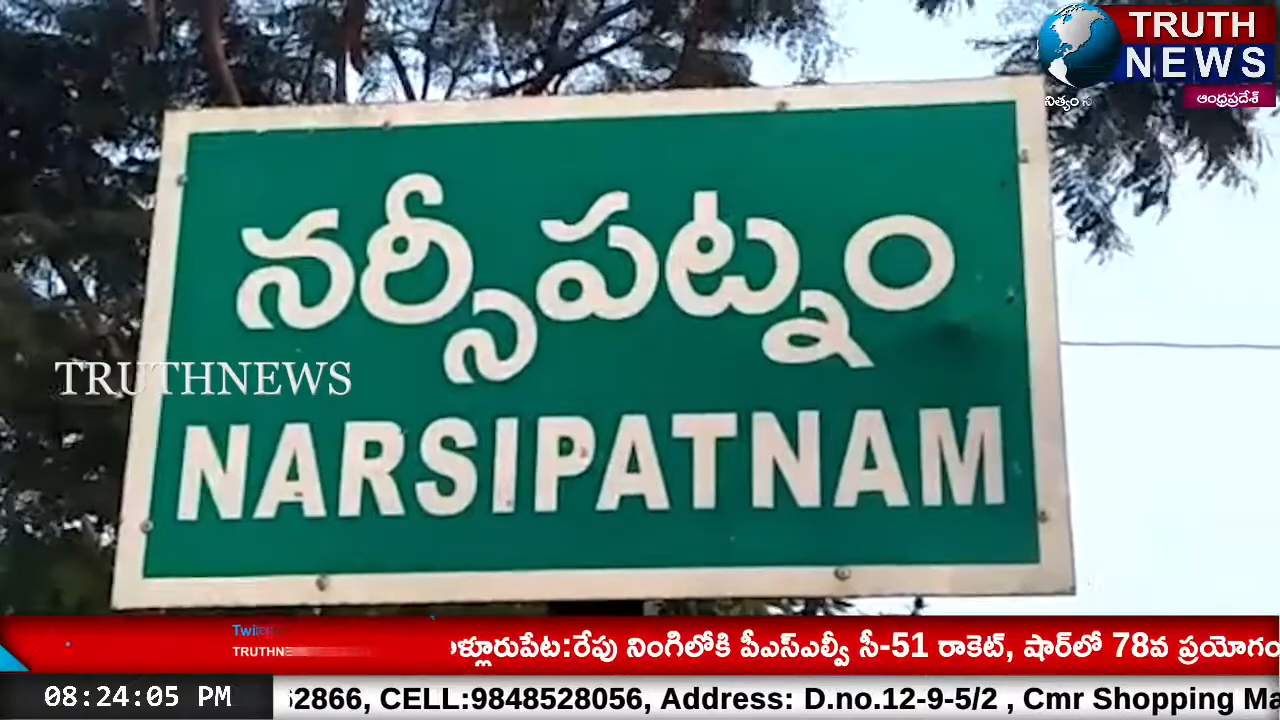 TRUTH
NEWS
ఆంధ్రప్రదేశ్
నిత్యం స
నర్సీపట్నం
TRUTHNEWS
NARSIPATNAM
TRUTHNE
ళ్లూరుపేట:రేపు నింగిలోకి పీఎస్ఎల్వీ సీ-51 రాకెట్, షార్‌లో 78వ ప్రయోగం
08:24:05 PM
62866, CELL:9848528056, Address: D.no.12-9-5/2 , Cmr Shopping Ma